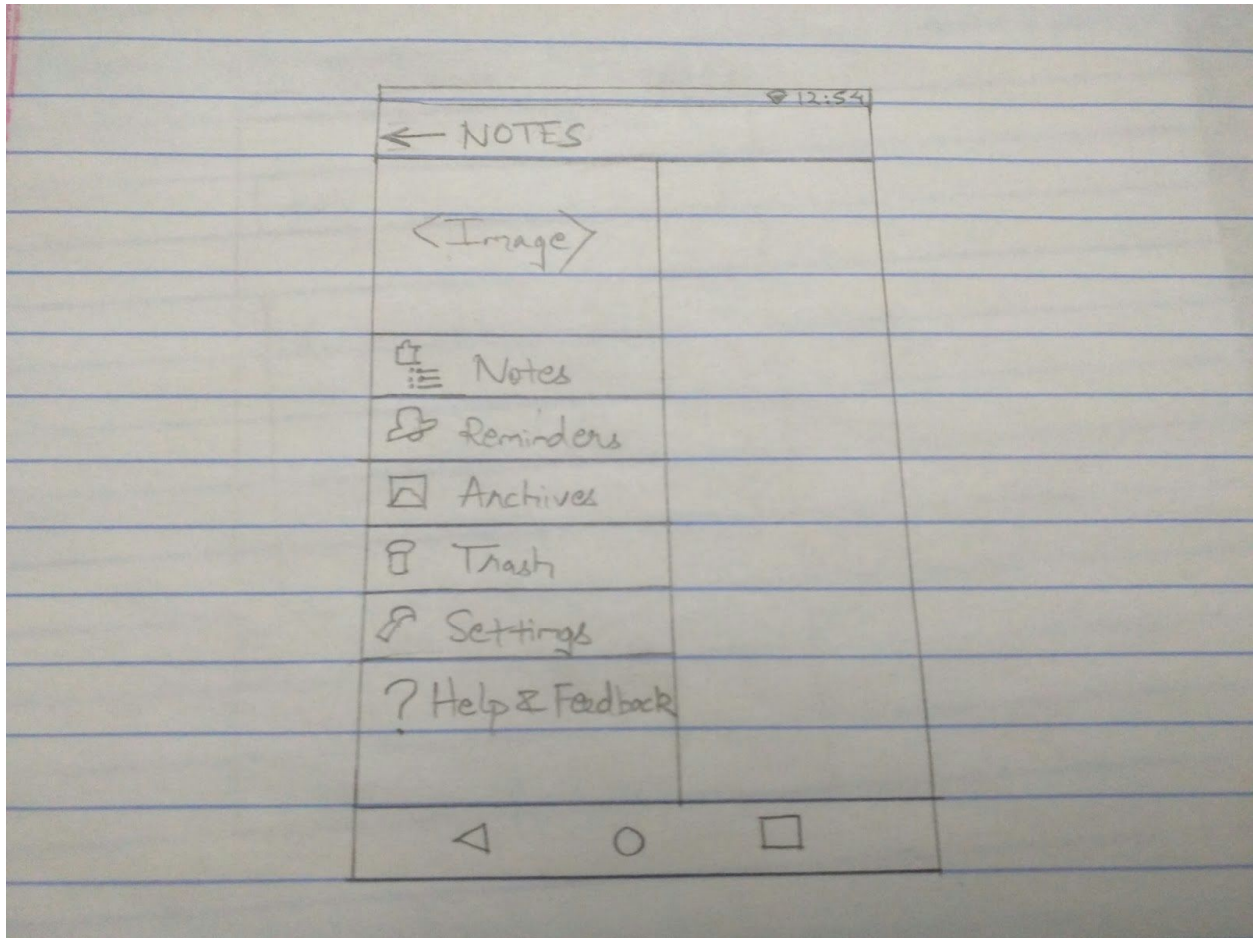 12:54
← NOTES
<Image>
Notes
Reminders
Archives
Trash
Settings
? Help & Feedback